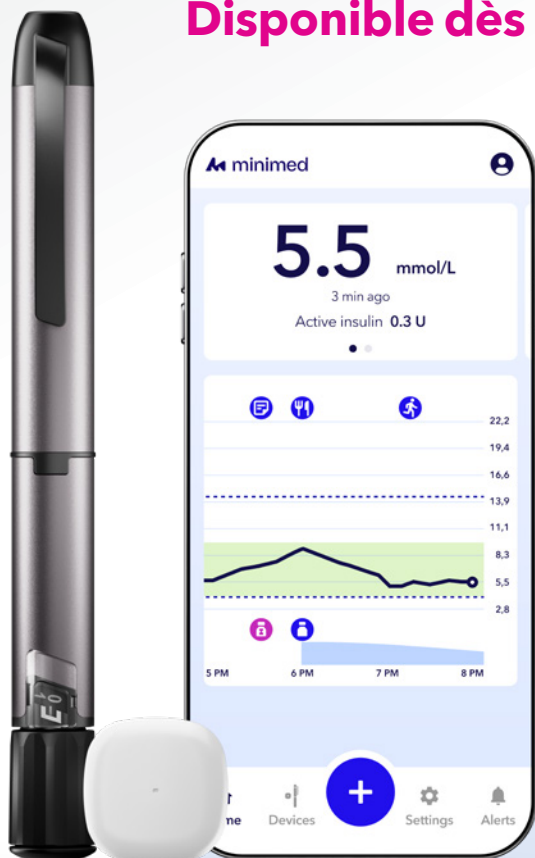 Disponible dès
minimed
5.5 mmol/L
3 min ago
Active insulin 0.3 U
22,2
19,4
16,6
13,9
11,1
8,3
5,5
2,8
5 PM 6 PM 7 PM 8 PM
Devices Settings Alerts